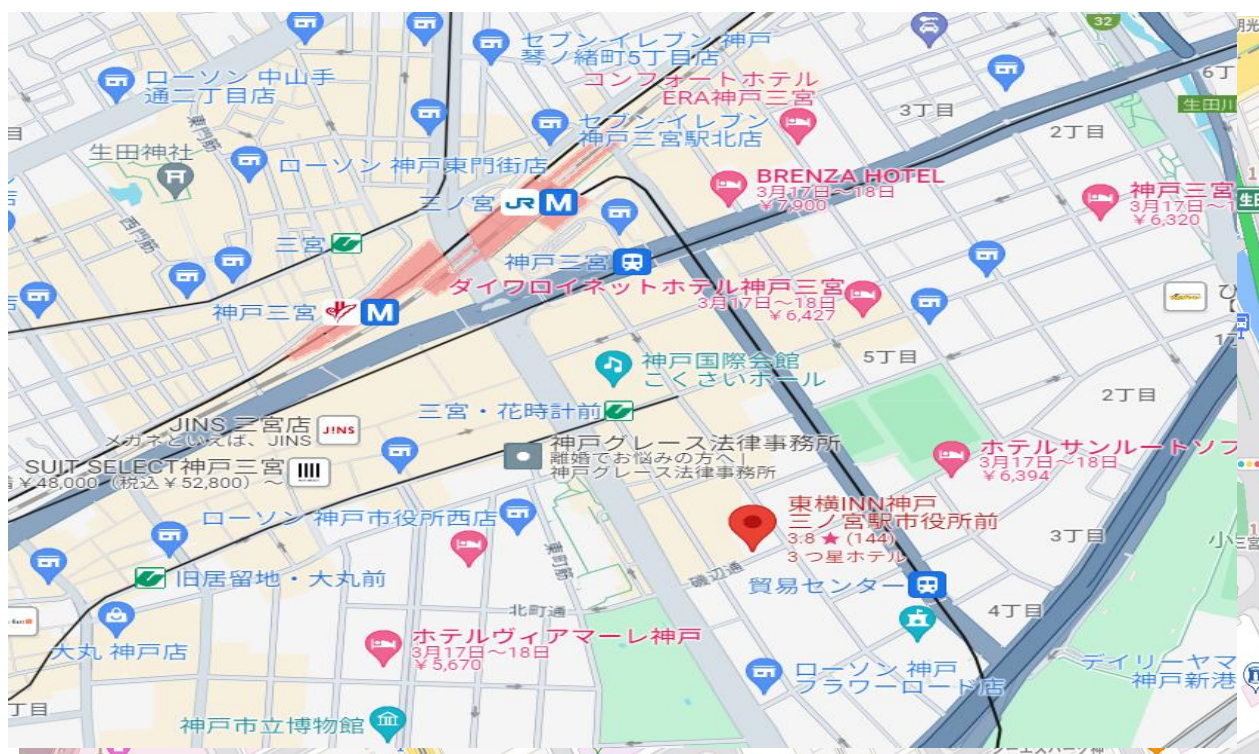 32
セブン-イレブン 神戸
琴ノ緒町5丁目店
ローソン 中山手
通二丁目店
コンフォートホテル
ERA神戸三宮
6丁
生田川
3丁目
2丁目
東門筋
セブン-イレブン
神戸三宮駅北店
生田神社
ローソン 神戸東門街店
BRENZA HOTEL
3月17日～18日
￥7,900
神戸三宮
3月17日～1
￥6,320
三ノ宮
JR
M
西門筋
三宮
神戸三宮
ダイワロイネットホテル神戸三宮
3月17日～18日
￥6,427
神戸三宮
M
5丁目
神戸国際会館
こくさいホール
2丁目
三宮・花時計前
JINS 三宮店
メガネといえば、JINS
J!NS
神戸グレース法律事務所
離婚でお悩みの方へ|
神戸グレース法律事務所
ホテルサンルートソプ
3月17日～18日
￥6,394
SUIT SELECT神戸三宮
￥48,000（税込￥52,800）～
ローソン 神戸市役所西店
東横INN神戸
三ノ宮駅市役所前
3.8 ★ (144)
3 つ星ホテル
3丁目
東町筋
磯辺通
旧居留地・大丸前
貿易センター
北町通
4丁目
大丸 神戸店
ホテルヴィアマーレ神戸
3月17日～18日
￥5,670
ローソン 神戸
フラワーロード店
デイリーヤマ
神戸新港
丁目
神戸市立博物館